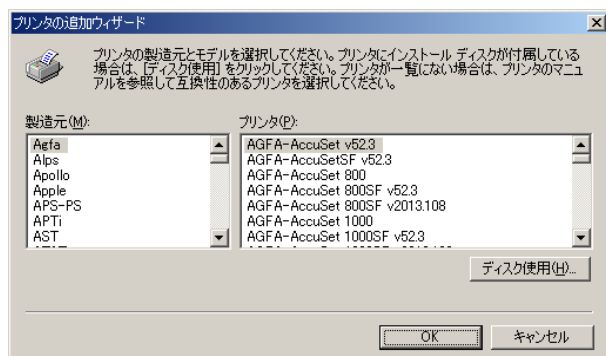 プリンタの追加ウィザード
プリンタの製造元とモデルを選択してください。プリンタにインストール ディスクが付属している
場合は、[ディスク使用] をクリックしてください。プリンタが一覧にない場合は、プリンタのマニュ
アルを参照して互換性のあるプリンタを選択してください。
製造元(M):
プリンタ(P):
Agfa
Alps
Apollo
Apple
APS-PS
APTi
AST
AGFA-AccuSet v52.3
AGFA-AccuSetSF v52.3
AGFA-AccuSet 800
AGFA-AccuSet 800SF v52.3
AGFA-AccuSet 800SF v2013.108
AGFA-AccuSet 1000
AGFA-AccuSet 1000SF v52.3
ディスク使用(H)...
OK
キャンセル